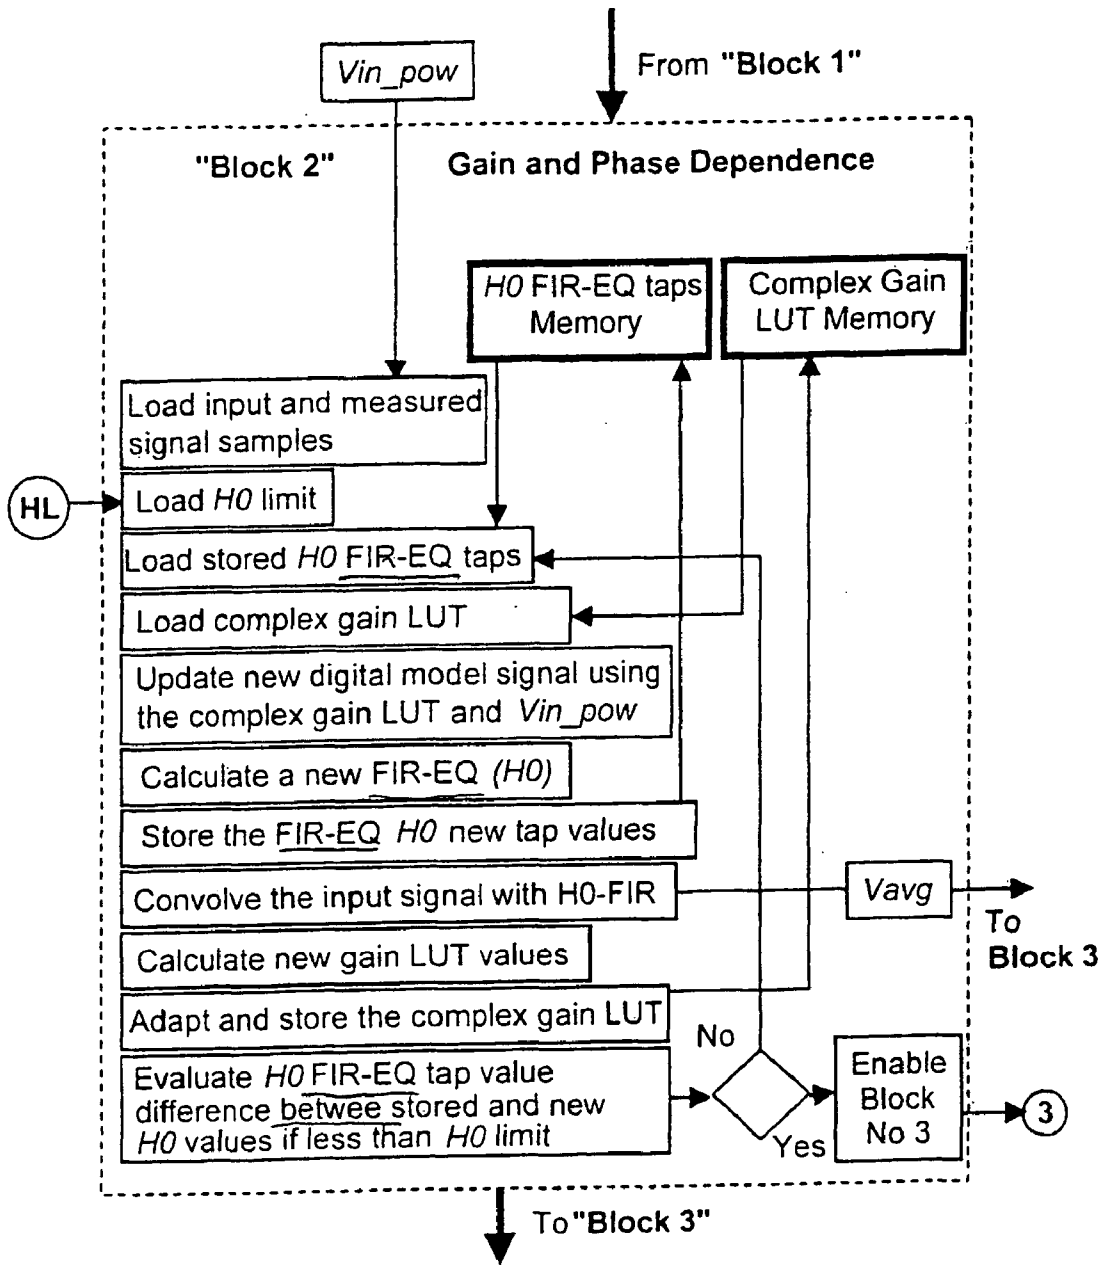 Vin_pow
From "Block 1"
"Block 2"
Gain and Phase Dependence
H0 FIR-EQ taps
Memory
Complex Gain
LUT Memory
Load input and measured
signal samples
HL
Load H0 limit
Load stored H0 FIR-EQ taps
Load complex gain LUT
Update new digital model signal using
the complex gain LUT and Vin_pow
Calculate a new FIR-EQ (H0)
Store the FIR-EQ H0 new tap values
Convolve the input signal with H0-FIR
Vavg
To
Block 3
Calculate new gain LUT values
Adapt and store the complex gain LUT
No
Evaluate H0 FIR-EQ tap value
difference betwee stored and new
H0 values if less than H0 limit
Yes
Enable
Block
No 3
3
To "Block 3"